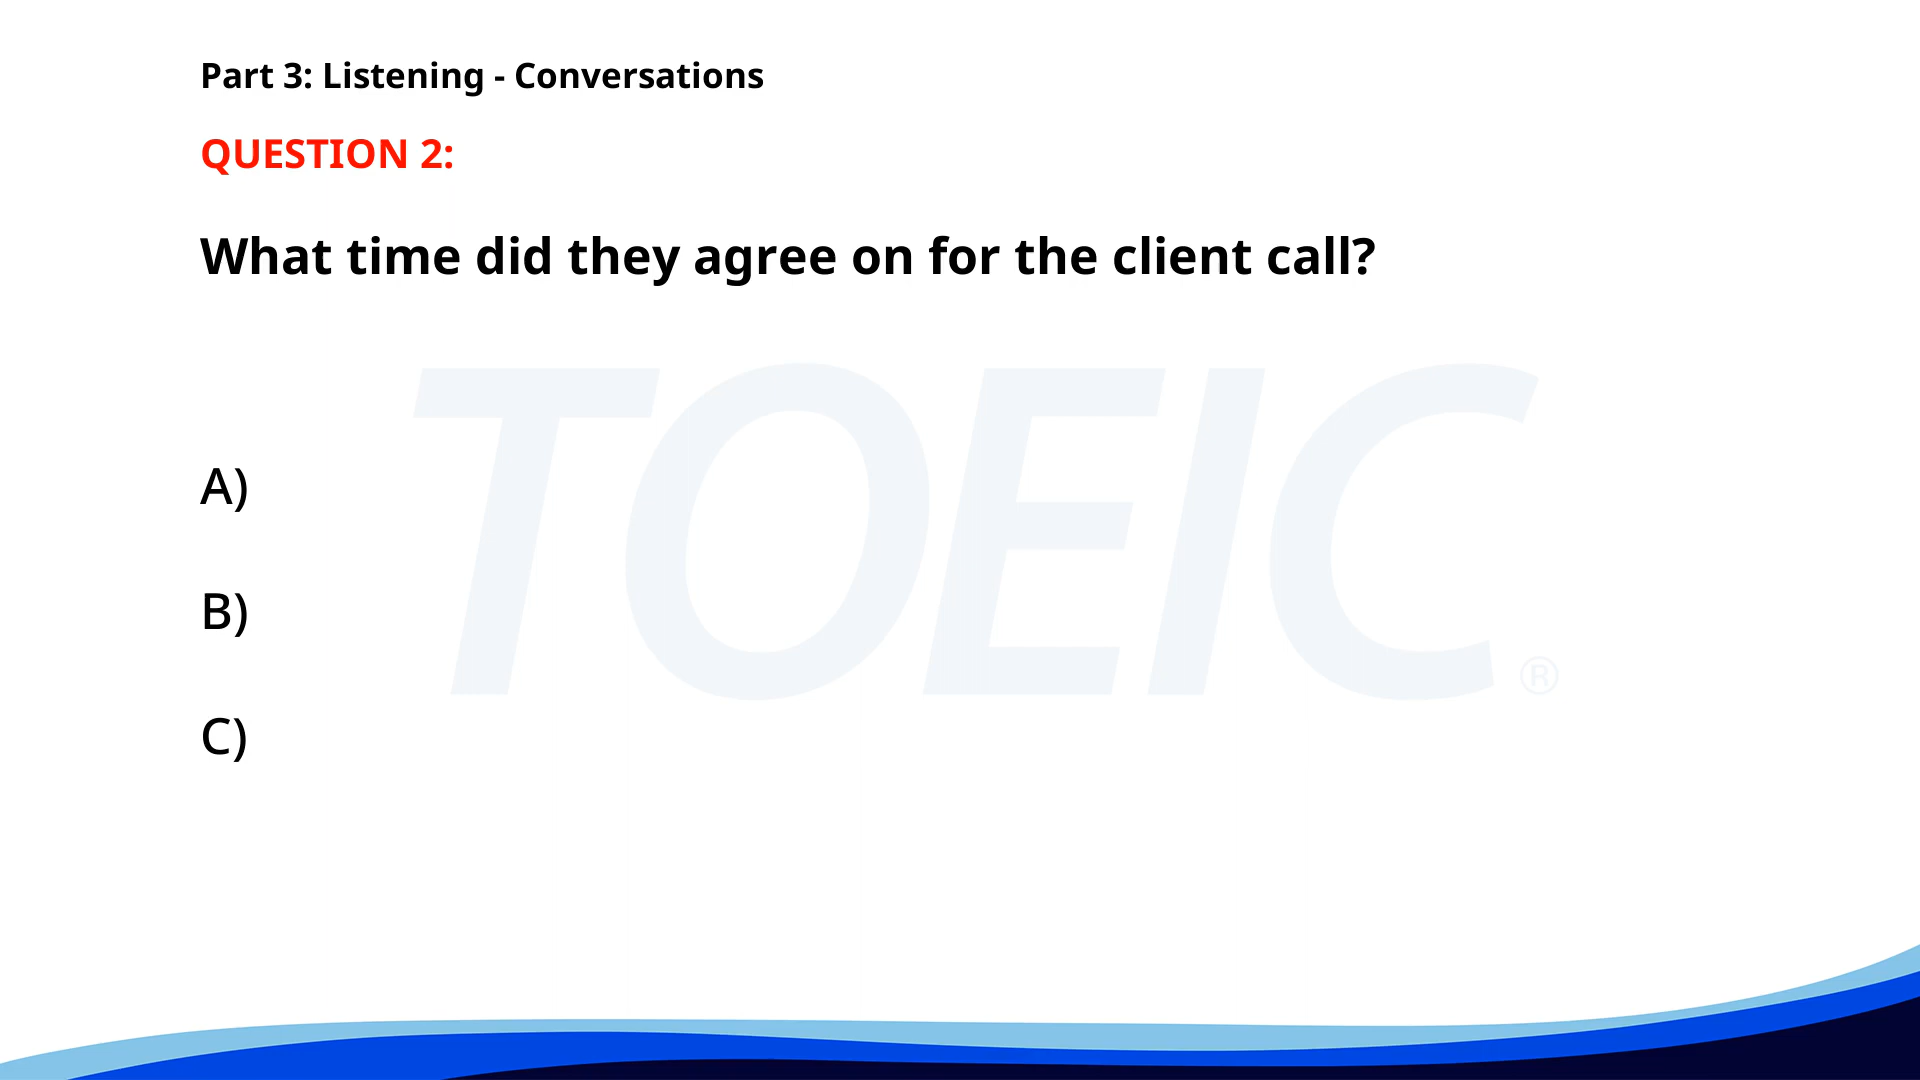 Part 3: Listening - Conversations
QUESTION 2:
What time did they agree on for the client call?
TOEIC®
A)
B)
C)